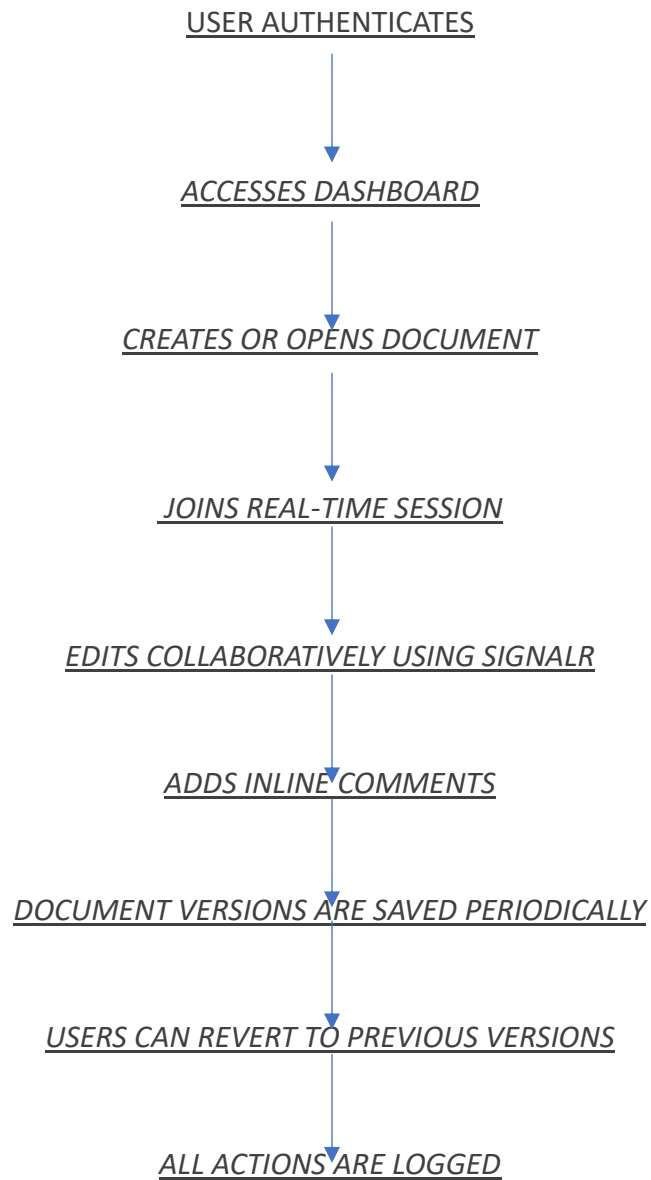 USER AUTHENTICATES
ACCESSES DASHBOARD
CREATES OR OPENS DOCUMENT
JOINS REAL-TIME SESSION
EDITS COLLABORATIVELY USING SIGNALR
ADDS INLINE COMMENTS
DOCUMENT VERSIONS ARE SAVED PERIODICALLY
USERS CAN REVERT TO PREVIOUS VERSIONS
ALL ACTIONS ARE LOGGED